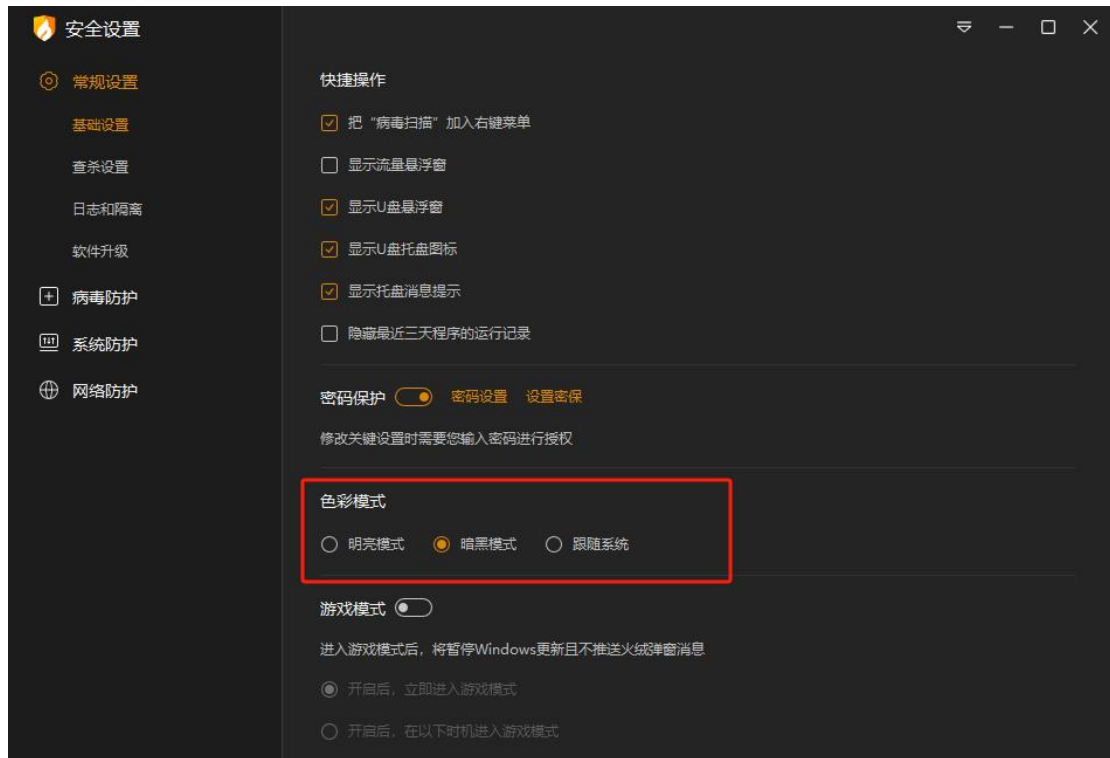 安全设置
常规设置
基础设置
查杀设置
日志和隔离
软件升级
病毒防护
系统防护
网络防护
快捷操作
把“病毒扫描”加入右键菜单
显示流量悬浮窗
显示U盘悬浮窗
显示U盘托盘图标
显示托盘消息提示
隐藏最近三天程序的运行记录
密码保护 密码设置 设置密保
修改关键设置时需要您输入密码进行授权
色彩模式
明亮模式 暗黑模式 跟随系统
游戏模式
进入游戏模式后，将暂停Windows更新且不推送火绒弹窗消息
开启后，立即进入游戏模式
开启后，在以下时机进入游戏模式